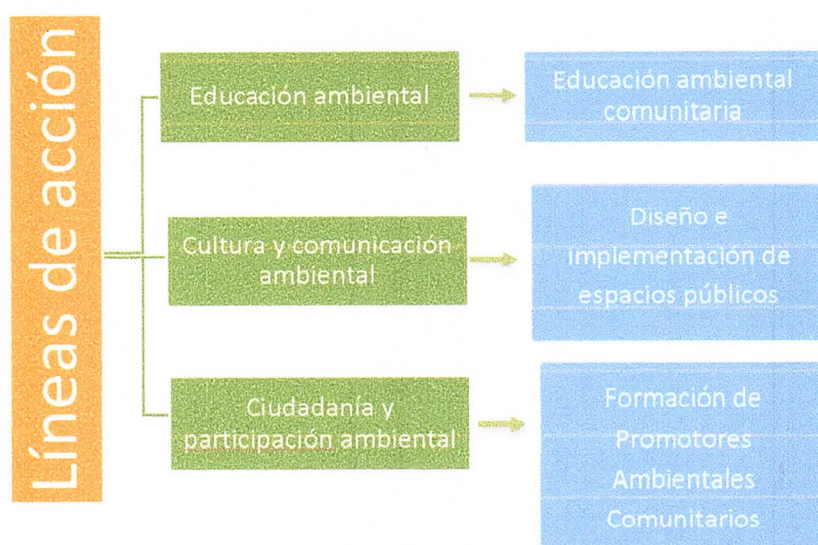 Líneas de acción
Educación ambiental
Educación ambiental
comunitaria
Cultura y comunicación
ambiental
Diseño e
implementación de
espacios públicos
Ciudadanía y
participación ambiental
Formación de
Promotores
Ambientales
Comunitarios